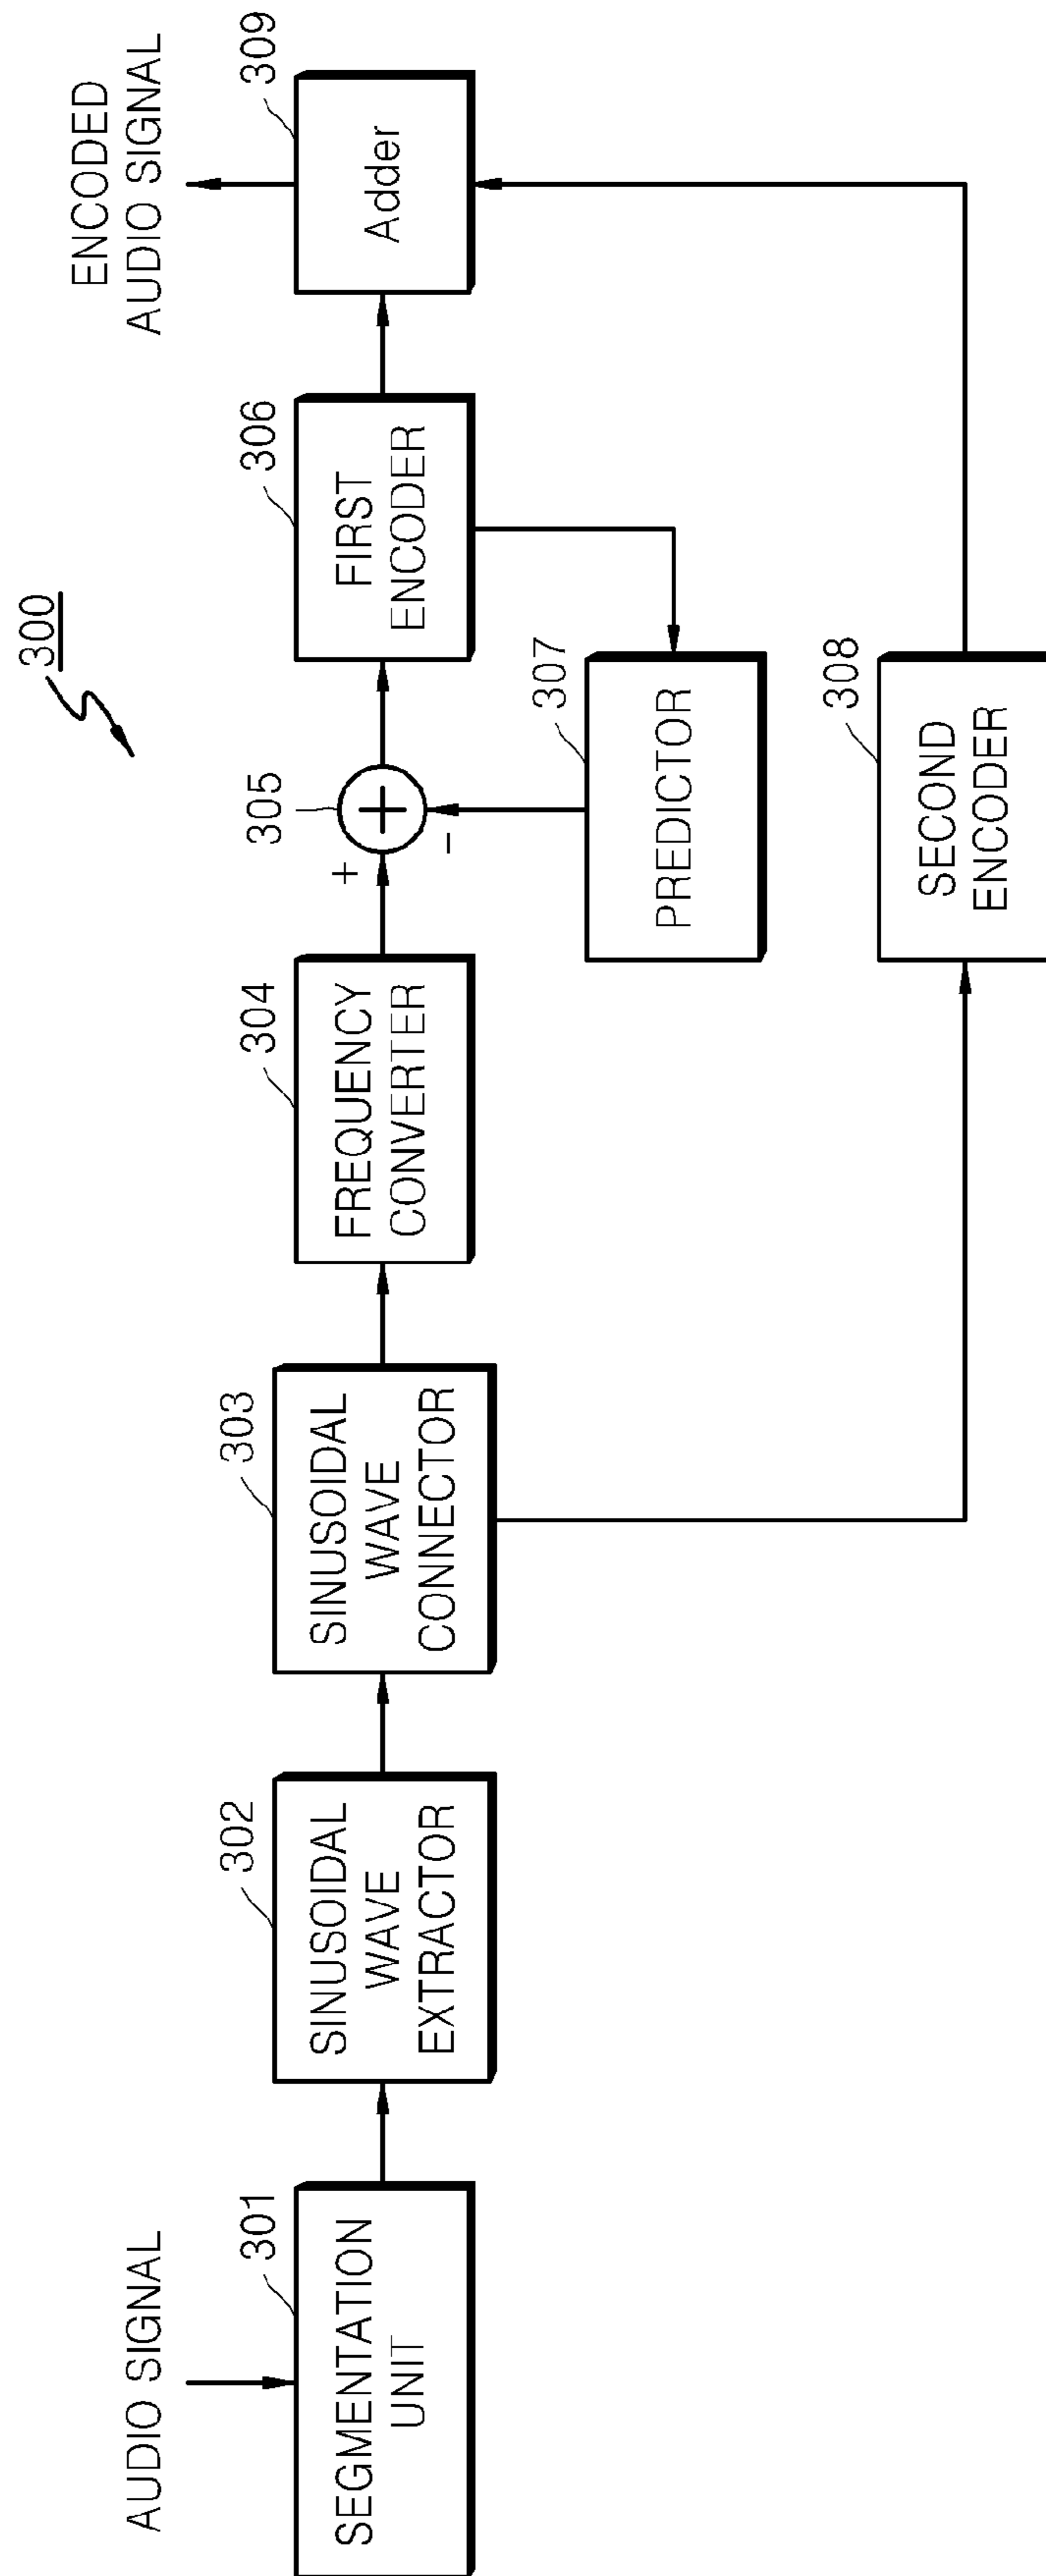 300
AUDIO SIGNAL
301
SEGMENTATION
UNIT
302
SINUSOIDAL
WAVE
EXTRACTOR
303
SINUSOIDAL
WAVE
CONNECTOR
304
FREQUENCY
CONVERTER
305
+
+
-
306
FIRST
ENCODER
307
PREDICTOR
308
SECOND
ENCODER
309
Adder
ENCODED
AUDIO SIGNAL